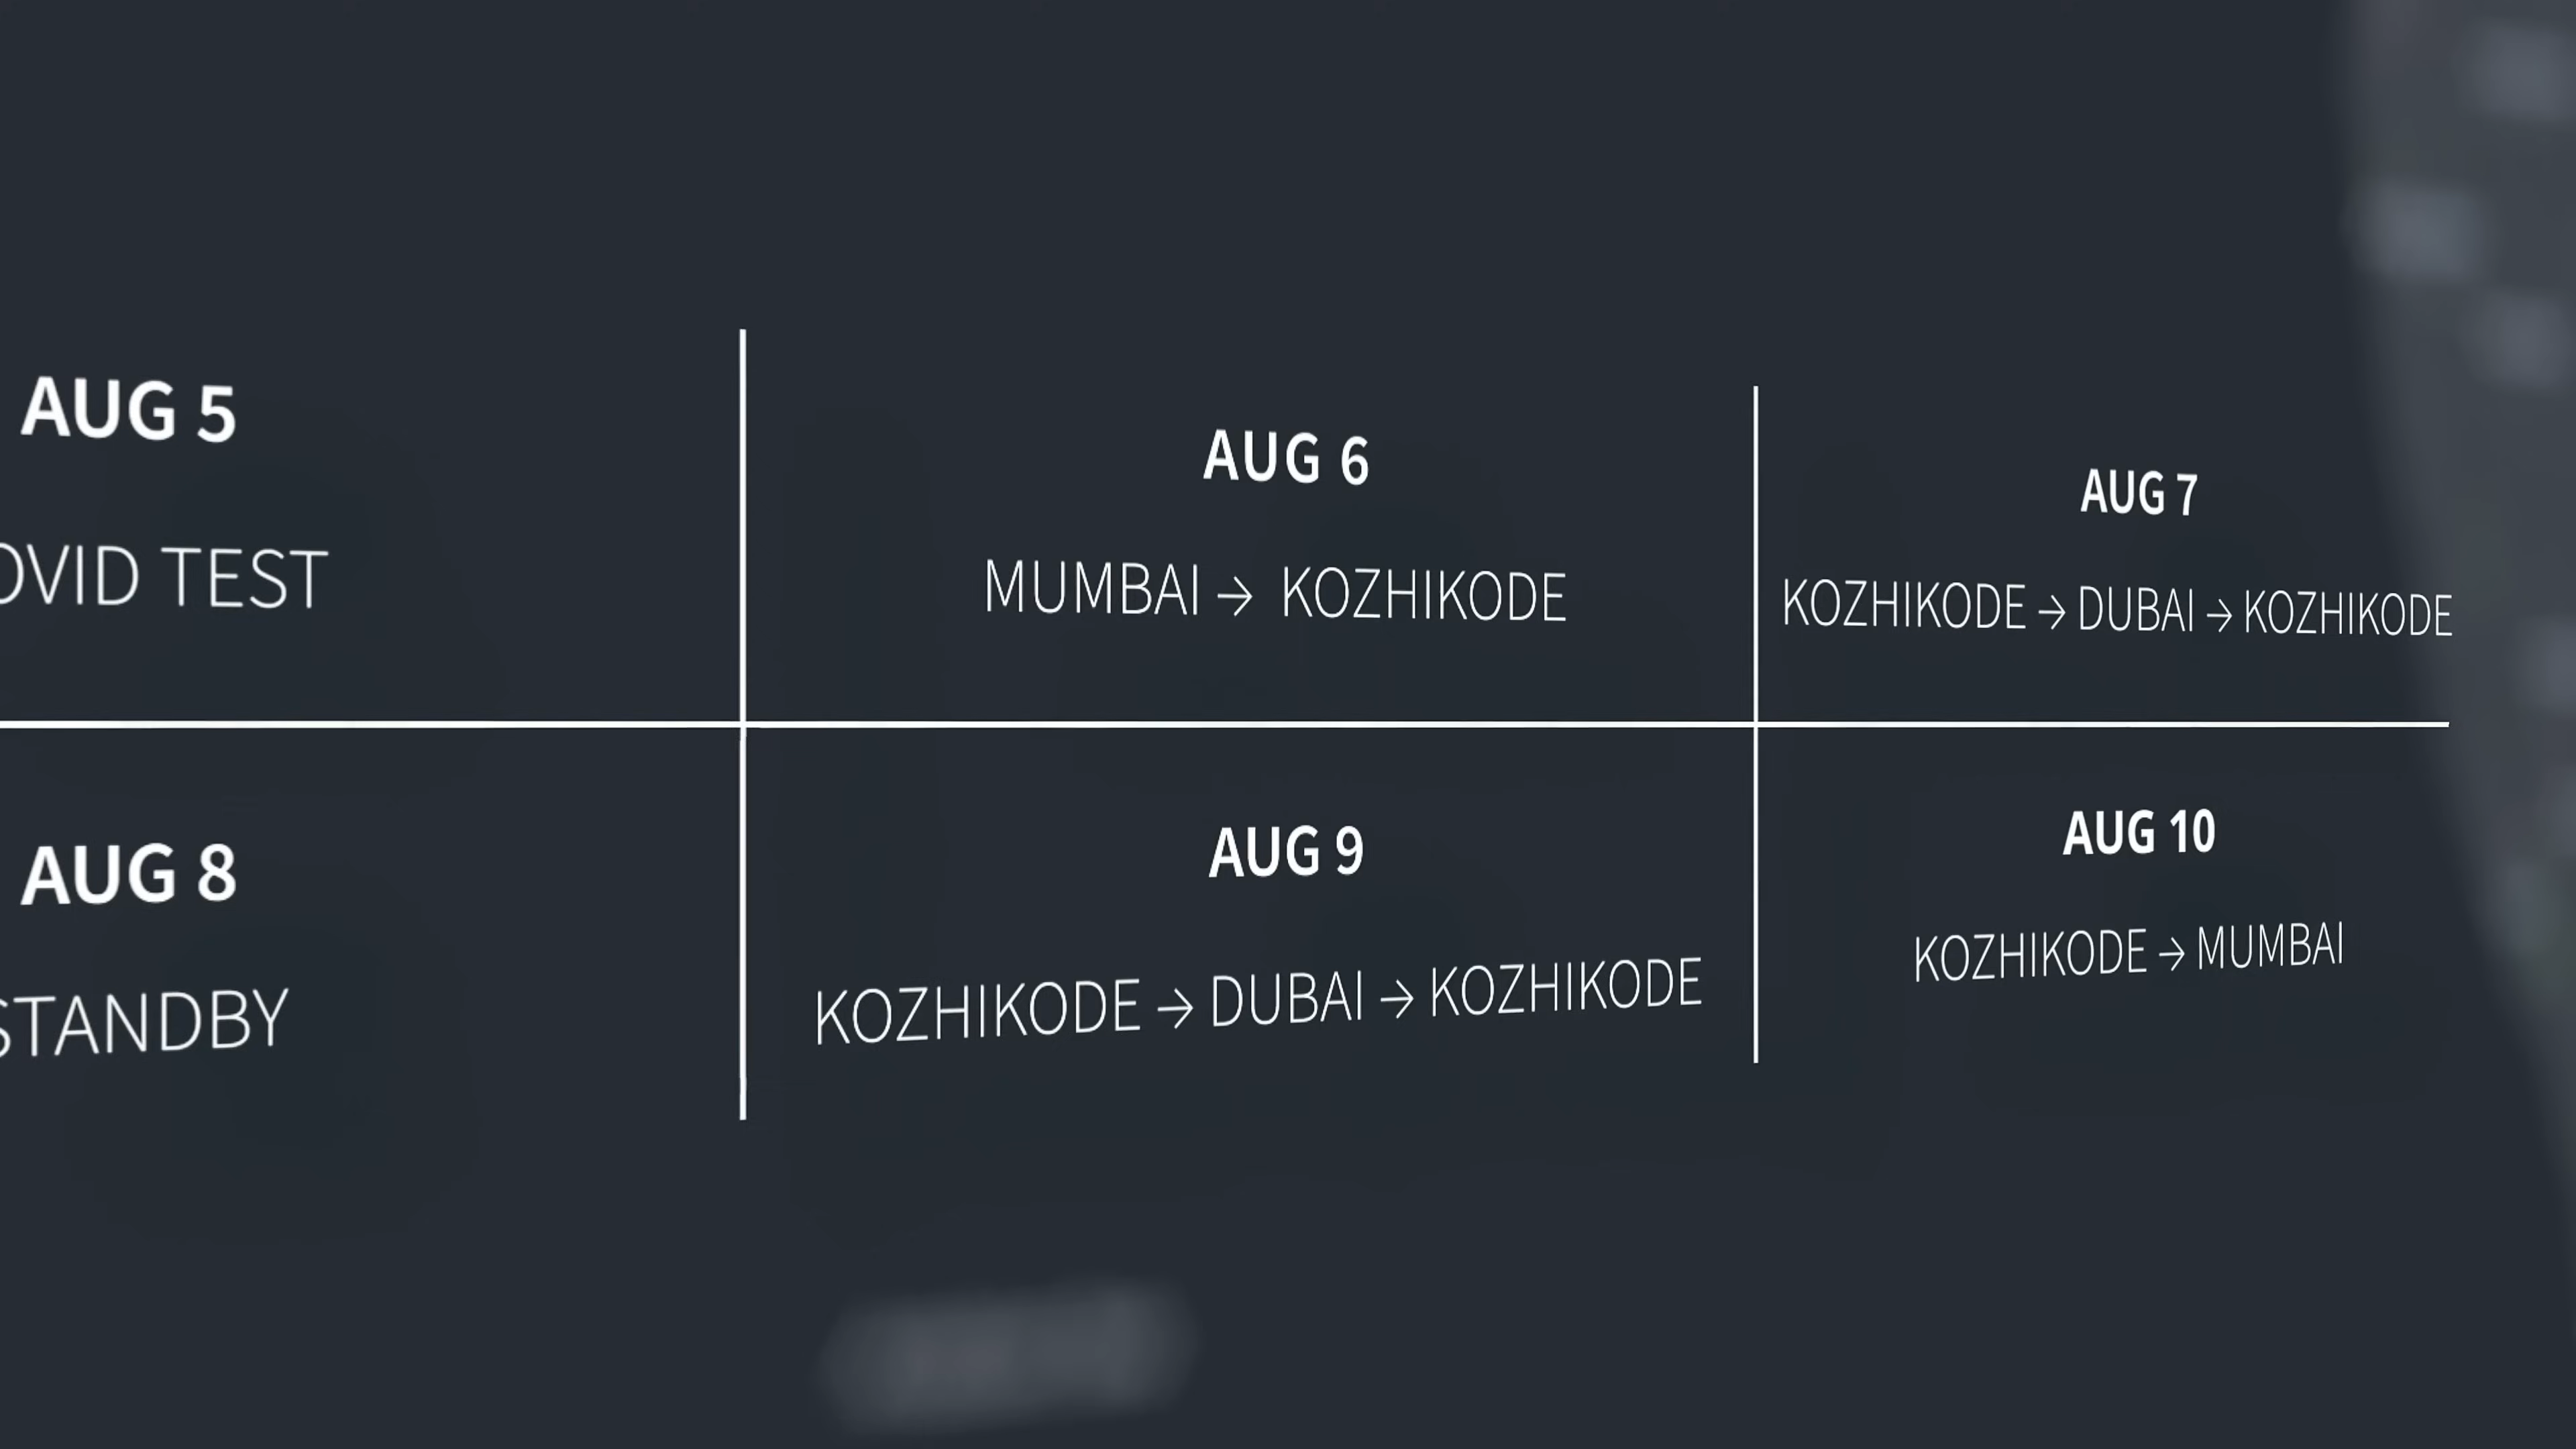 AUG 5
OVID TEST
AUG 6
MUMBAI → KOZHIKODE
AUG 7
KOZHIKODE → DUBAI → KOZHIKODE
AUG 8
STANDBY
AUG 9
KOZHIKODE → DUBAI → KOZHIKODE
AUG 10
KOZHIKODE → MUMBAI